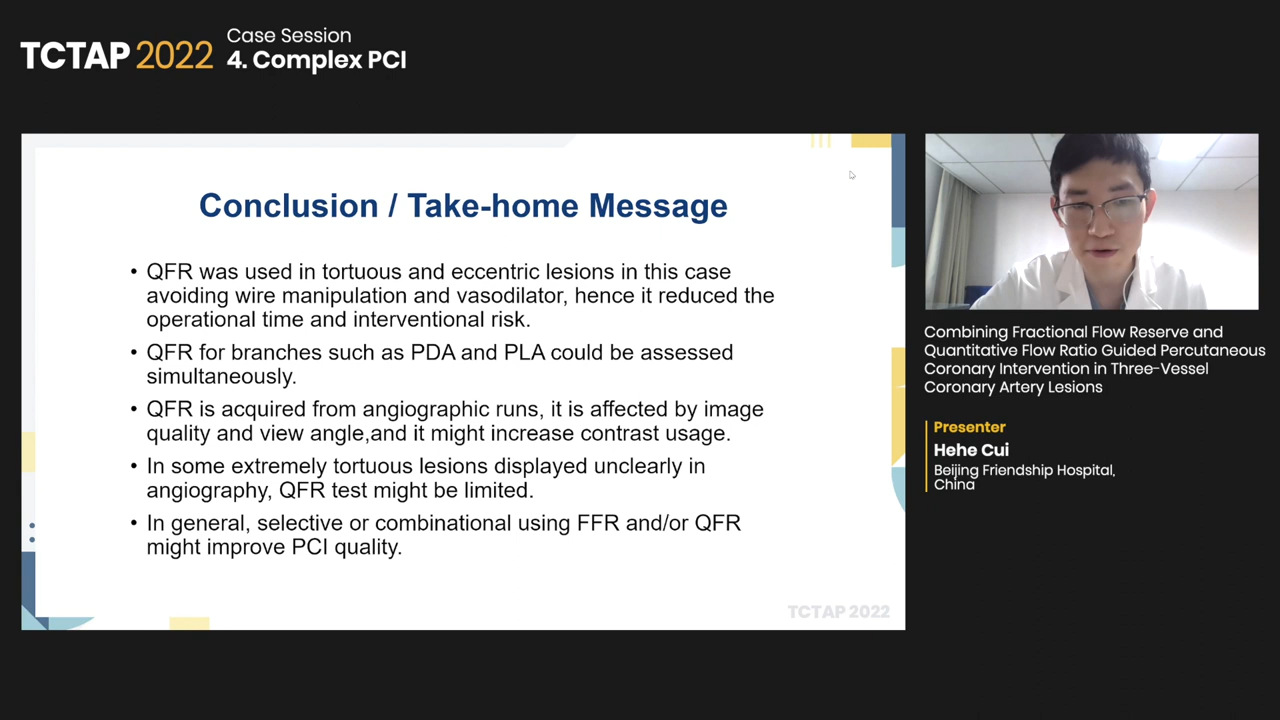 TCTAP 2022
Case Session
4. Complex PCI
Conclusion / Take-home Message
• QFR was used in tortuous and eccentric lesions in this case
avoiding wire manipulation and vasodilator, hence it reduced the
operational time and interventional risk.
• QFR for branches such as PDA and PLA could be assessed
simultaneously.
• QFR is acquired from angiographic runs, it is affected by image
quality and view angle,and it might increase contrast usage.
• In some extremely tortuous lesions displayed unclearly in
angiography, QFR test might be limited.
• In general, selective or combinational using FFR and/or QFR
might improve PCI quality.
TCTAP 2022
Combining Fractional Flow Reserve and
Quantitative Flow Ratio Guided Percutaneous
Coronary Intervention in Three-Vessel
Coronary Artery Lesions
Presenter
Hehe Cui
Beijing Friendship Hospital,
China